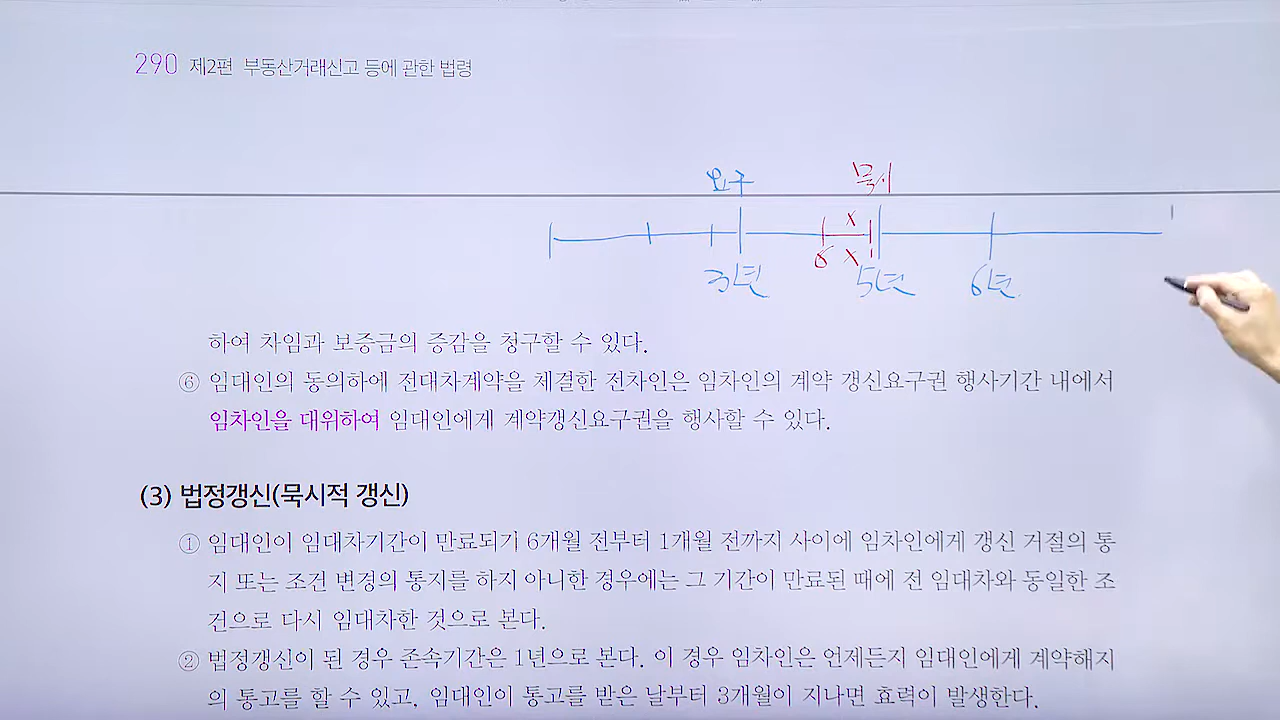 290 제2편 부동산거래신고 등에 관한 법령
요구 묵시
x
6 x
3년 5년 6년
하여 차임과 보증금의 증감을 청구할 수 있다.
⑥ 임대인의 동의하에 전대차계약을 체결한 전차인은 임차인의 계약 갱신요구권 행사기간 내에서
임차인을 대위하여 임대인에게 계약갱신요구권을 행사할 수 있다.
(3) 법정갱신(묵시적 갱신)
① 임대인이 임대차기간이 만료되기 6개월 전부터 1개월 전까지 사이에 임차인에게 갱신 거절의 통
지 또는 조건 변경의 통지를 하지 아니한 경우에는 그 기간이 만료된 때에 전 임대차와 동일한 조
건으로 다시 임대차한 것으로 본다.
② 법정갱신이 된 경우 존속기간은 1년으로 본다. 이 경우 임차인은 언제든지 임대인에게 계약해지
의 통고를 할 수 있고, 임대인이 통고를 받은 날부터 3개월이 지나면 효력이 발생한다.